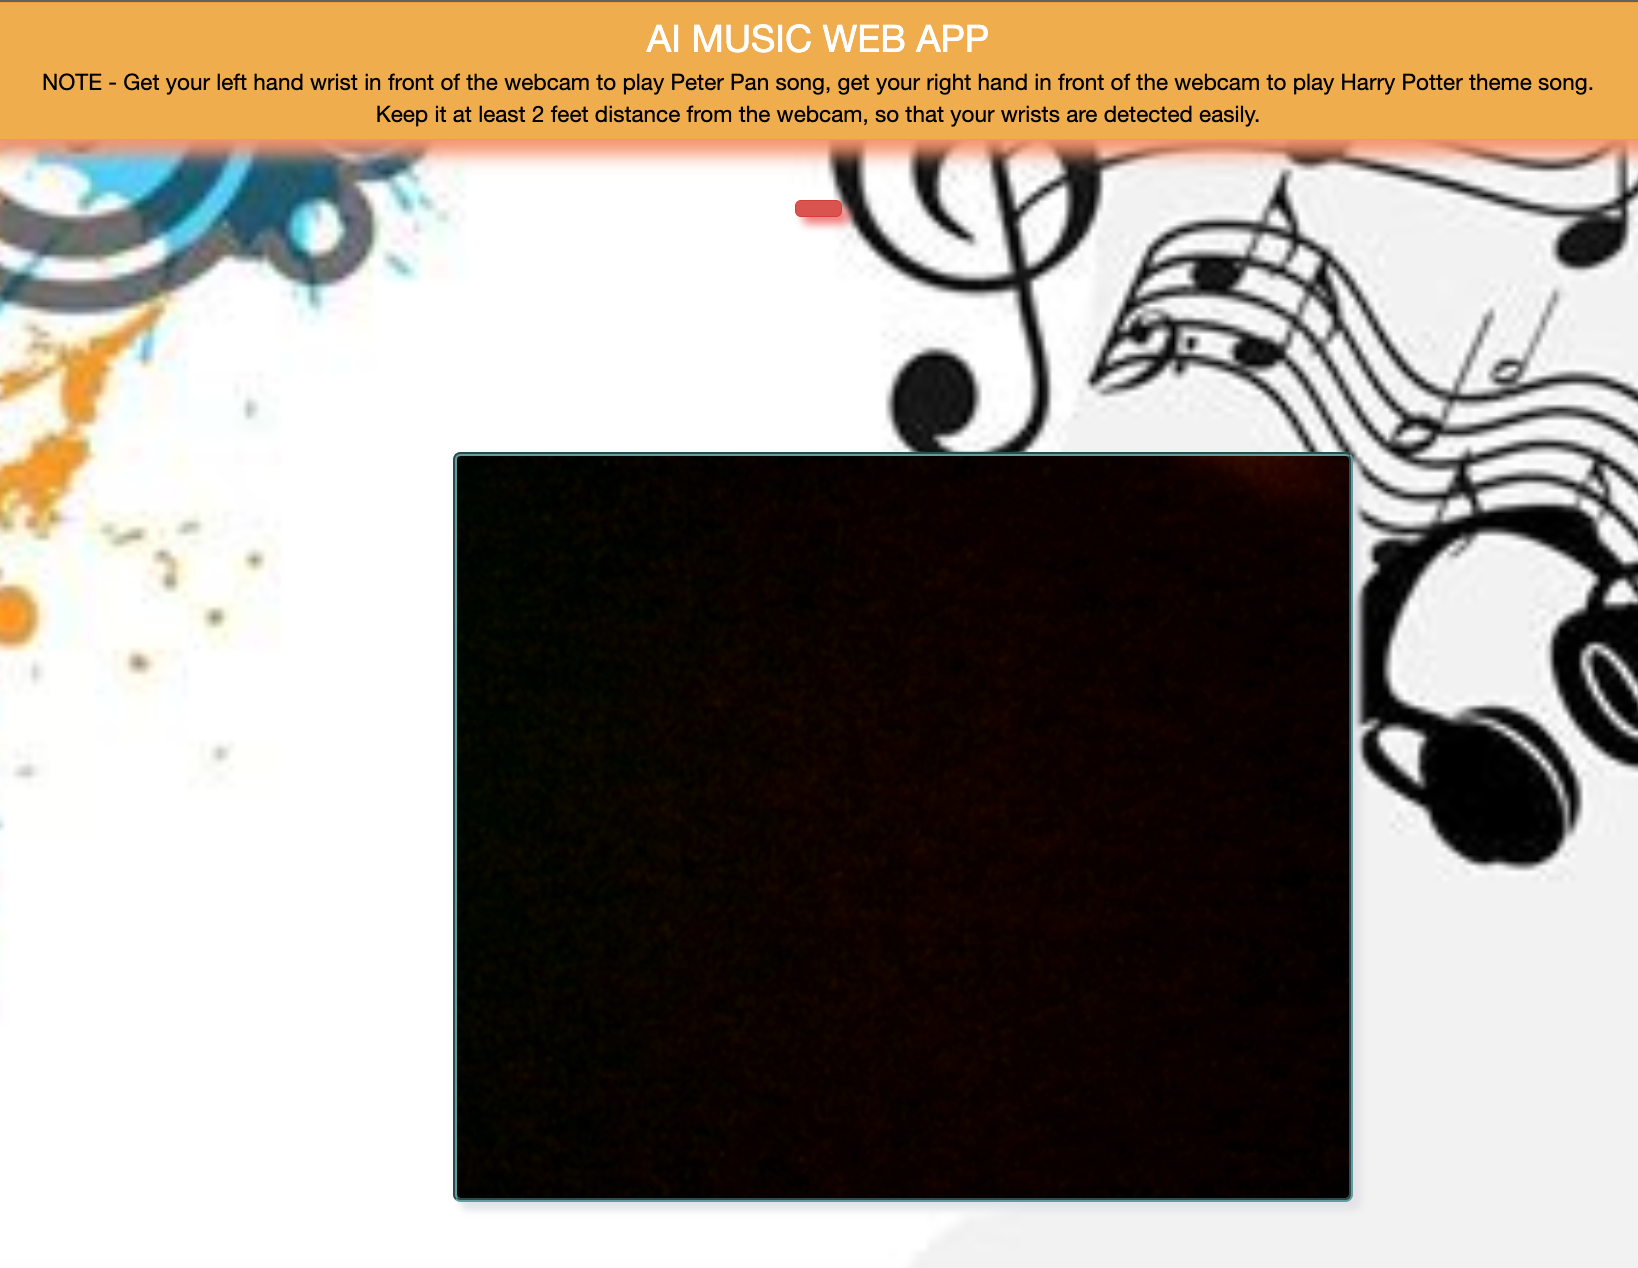 AI MUSIC WEB APP
NOTE - Get your left hand wrist in front of the webcam to play Peter Pan song, get your right hand in front of the webcam to play Harry Potter theme song.
Keep it at least 2 feet distance from the webcam, so that your wrists are detected easily.